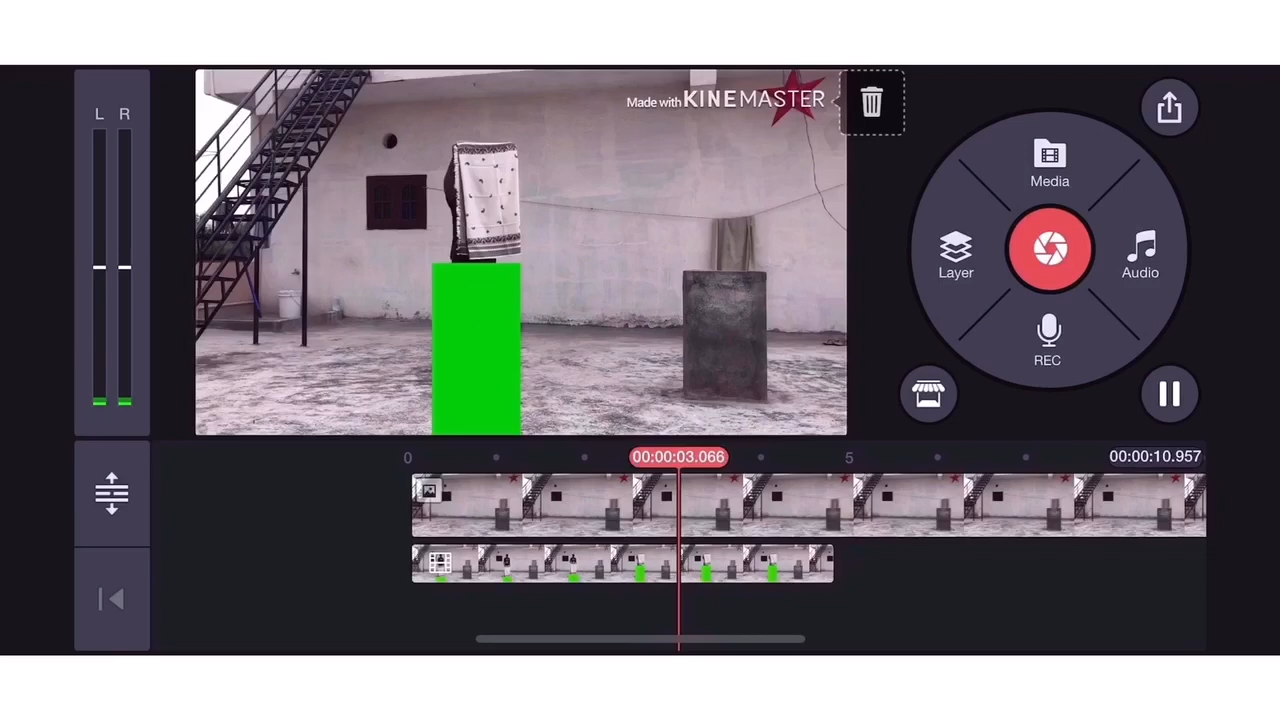 L R
Made with KINEMASTER
Media
Layer
Audio
REC
0
00:00:03.066
5
00:00:10.957